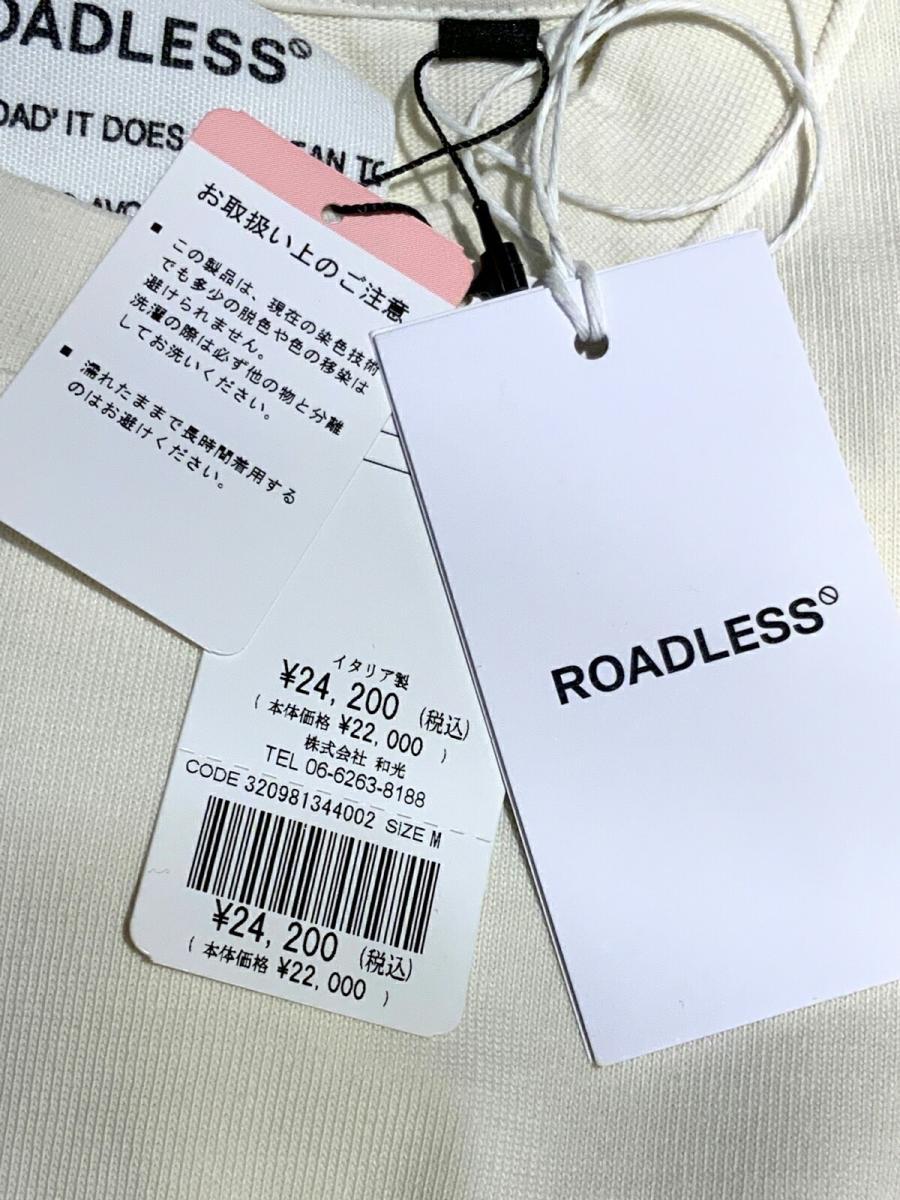 OADLESS
OAD' IT DOES
EAN TO
お取扱い上のご注意
■ この製品は、現在の染色技術
でも多少の脱色や色の移染は
避けられません。
洗濯の際は必ず他の物と分離
してお洗いください。
■ 濡れたままで長時間着用する
のはお避けください。
イタリア製
¥24,200 (税込)
( 本体価格 ¥22,000 )
株式会社 和光
TEL 06-6263-8188
CODE 320981344002 SIZE M
¥24,200 (税込)
( 本体価格 ¥22,000 )
ROADLESS